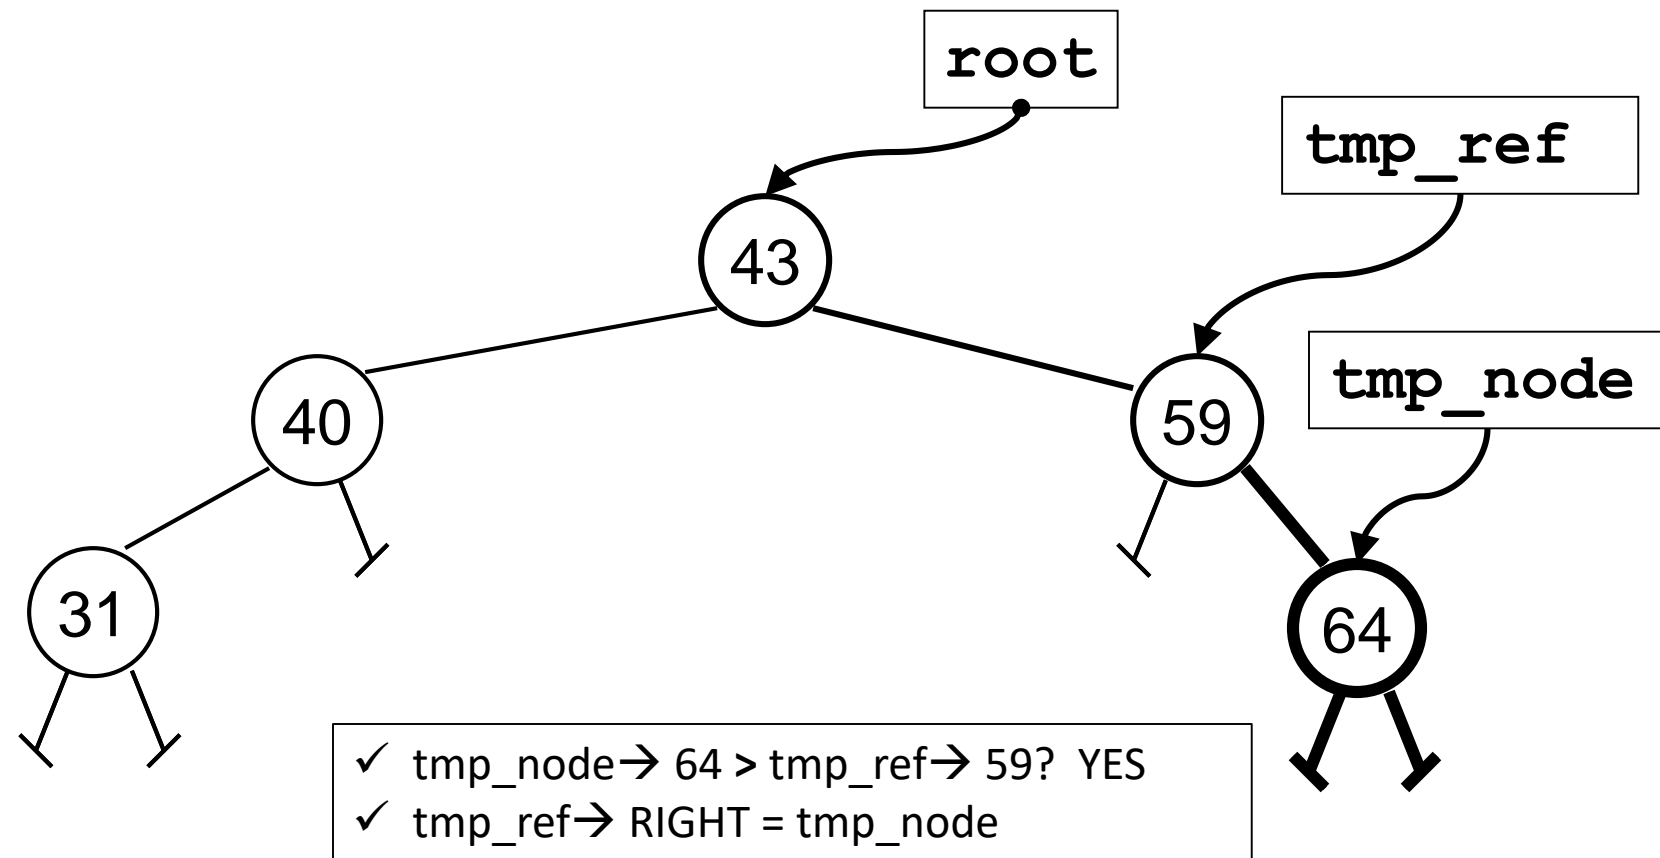 root
tmp_ref
43
tmp_node
40
59
31
64
✓ tmp_node→ 64 > tmp_ref→ 59? YES
✓ tmp_ref→ RIGHT = tmp_node